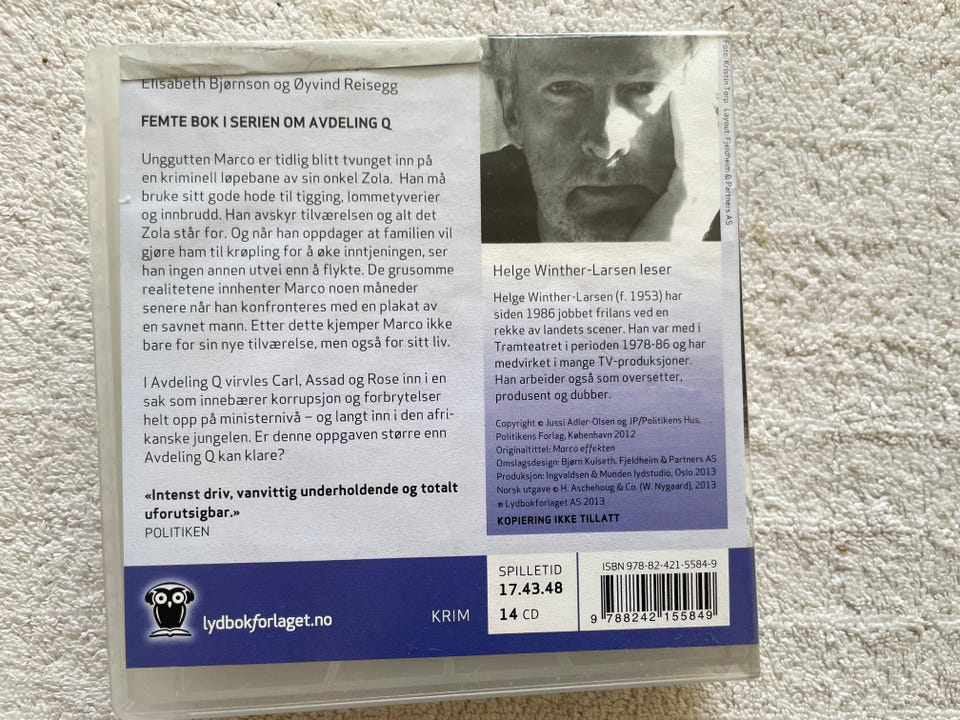 Elisabeth Bjørnson og Øyvind Reisegg
FEMTE BOK I SERIEN OM AVDELING Q
Unggutten Marco er tidlig blitt tvunget inn på
en kriminell løpebane av sin onkel Zola. Han må
bruke sitt gode hode til tigging, lommetyverier
og innbrudd. Han avskyr tilværelsen og alt det
Zola står for. Og når han oppdager at familien vil
gjøre ham til krøpling for å øke inntjeningen, ser
han ingen annen utvei enn å flykte. De grusomme
realitetene innhenter Marco noen måneder
senere når han konfronteres med en plakat av
en savnet mann. Etter dette kjemper Marco ikke
bare for sin nye tilværelse, men også for sitt liv.
I Avdeling Q virvles Carl, Assad og Rose inn i en
sak som innebærer korrupsjon og forbrytelser
helt opp på ministernivå – og langt inn i den afri-
kanske jungelen. Er denne oppgaven større enn
Avdeling Q kan klare?
«Intenst driv, vanvittig underholdende og totalt
uforutsigbar.»
POLITIKEN
Foto: Kristin Torp Layout: Fjeldheim & Partners AS
Helge Winther-Larsen leser
Helge Winther-Larsen (f. 1953) har
siden 1986 jobbet frilans ved en
rekke av landets scener. Han var med i
Tramteatret i perioden 1978-86 og har
medvirket i mange TV-produksjoner.
Han arbeider også som oversetter,
produsent og dubber.
Copyright © Jussi Adler-Olsen og JP/Politikens Hus,
Politikens Forlag, København 2012
Originaltittel: Marco effekten
Omslagsdesign: Bjørn Kulseth, Fjeldheim & Partners AS
Produksjon: Ingvaldsen & Munden lydstudio, Oslo 2013
Norsk utgave © H. Aschehoug & Co. (W. Nygaard), 2013
℗ Lydbokforlaget AS 2013
KOPIERING IKKE TILLATT
lydbokforlaget.no
KRIM
SPILLETID
17.43.48
14 CD
ISBN 978-82-421-5584-9
9 788242 155849